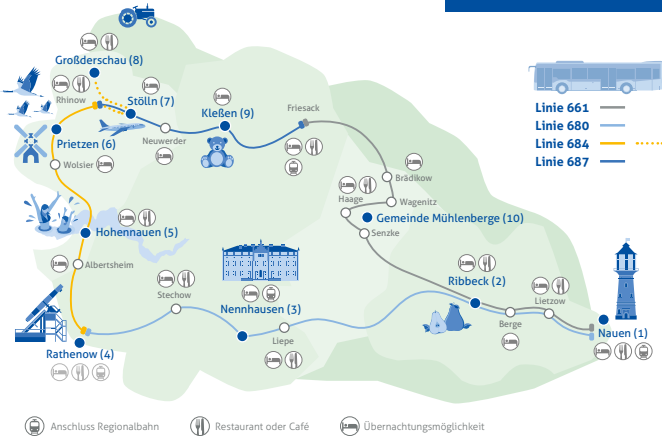 Großderschau (8)
Rhinow
Stölln (7)
Kleßen (9)
Friesack
Prietzen (6)
Neuwerder
Wolsier
Linie 661
Linie 680
Linie 684
Linie 687
Brädikow
Haage
Wagenitz
Gemeinde Mühlenberge (10)
Senzke
Hohennauen (5)
Albertsheim
Stechow
Nennhausen (3)
Ribbeck (2)
Lietzow
Berge
Nauen (1)
Liepe
Rathenow (4)
Anschluss Regionalbahn
Restaurant oder Café
Übernachtungsmöglichkeit